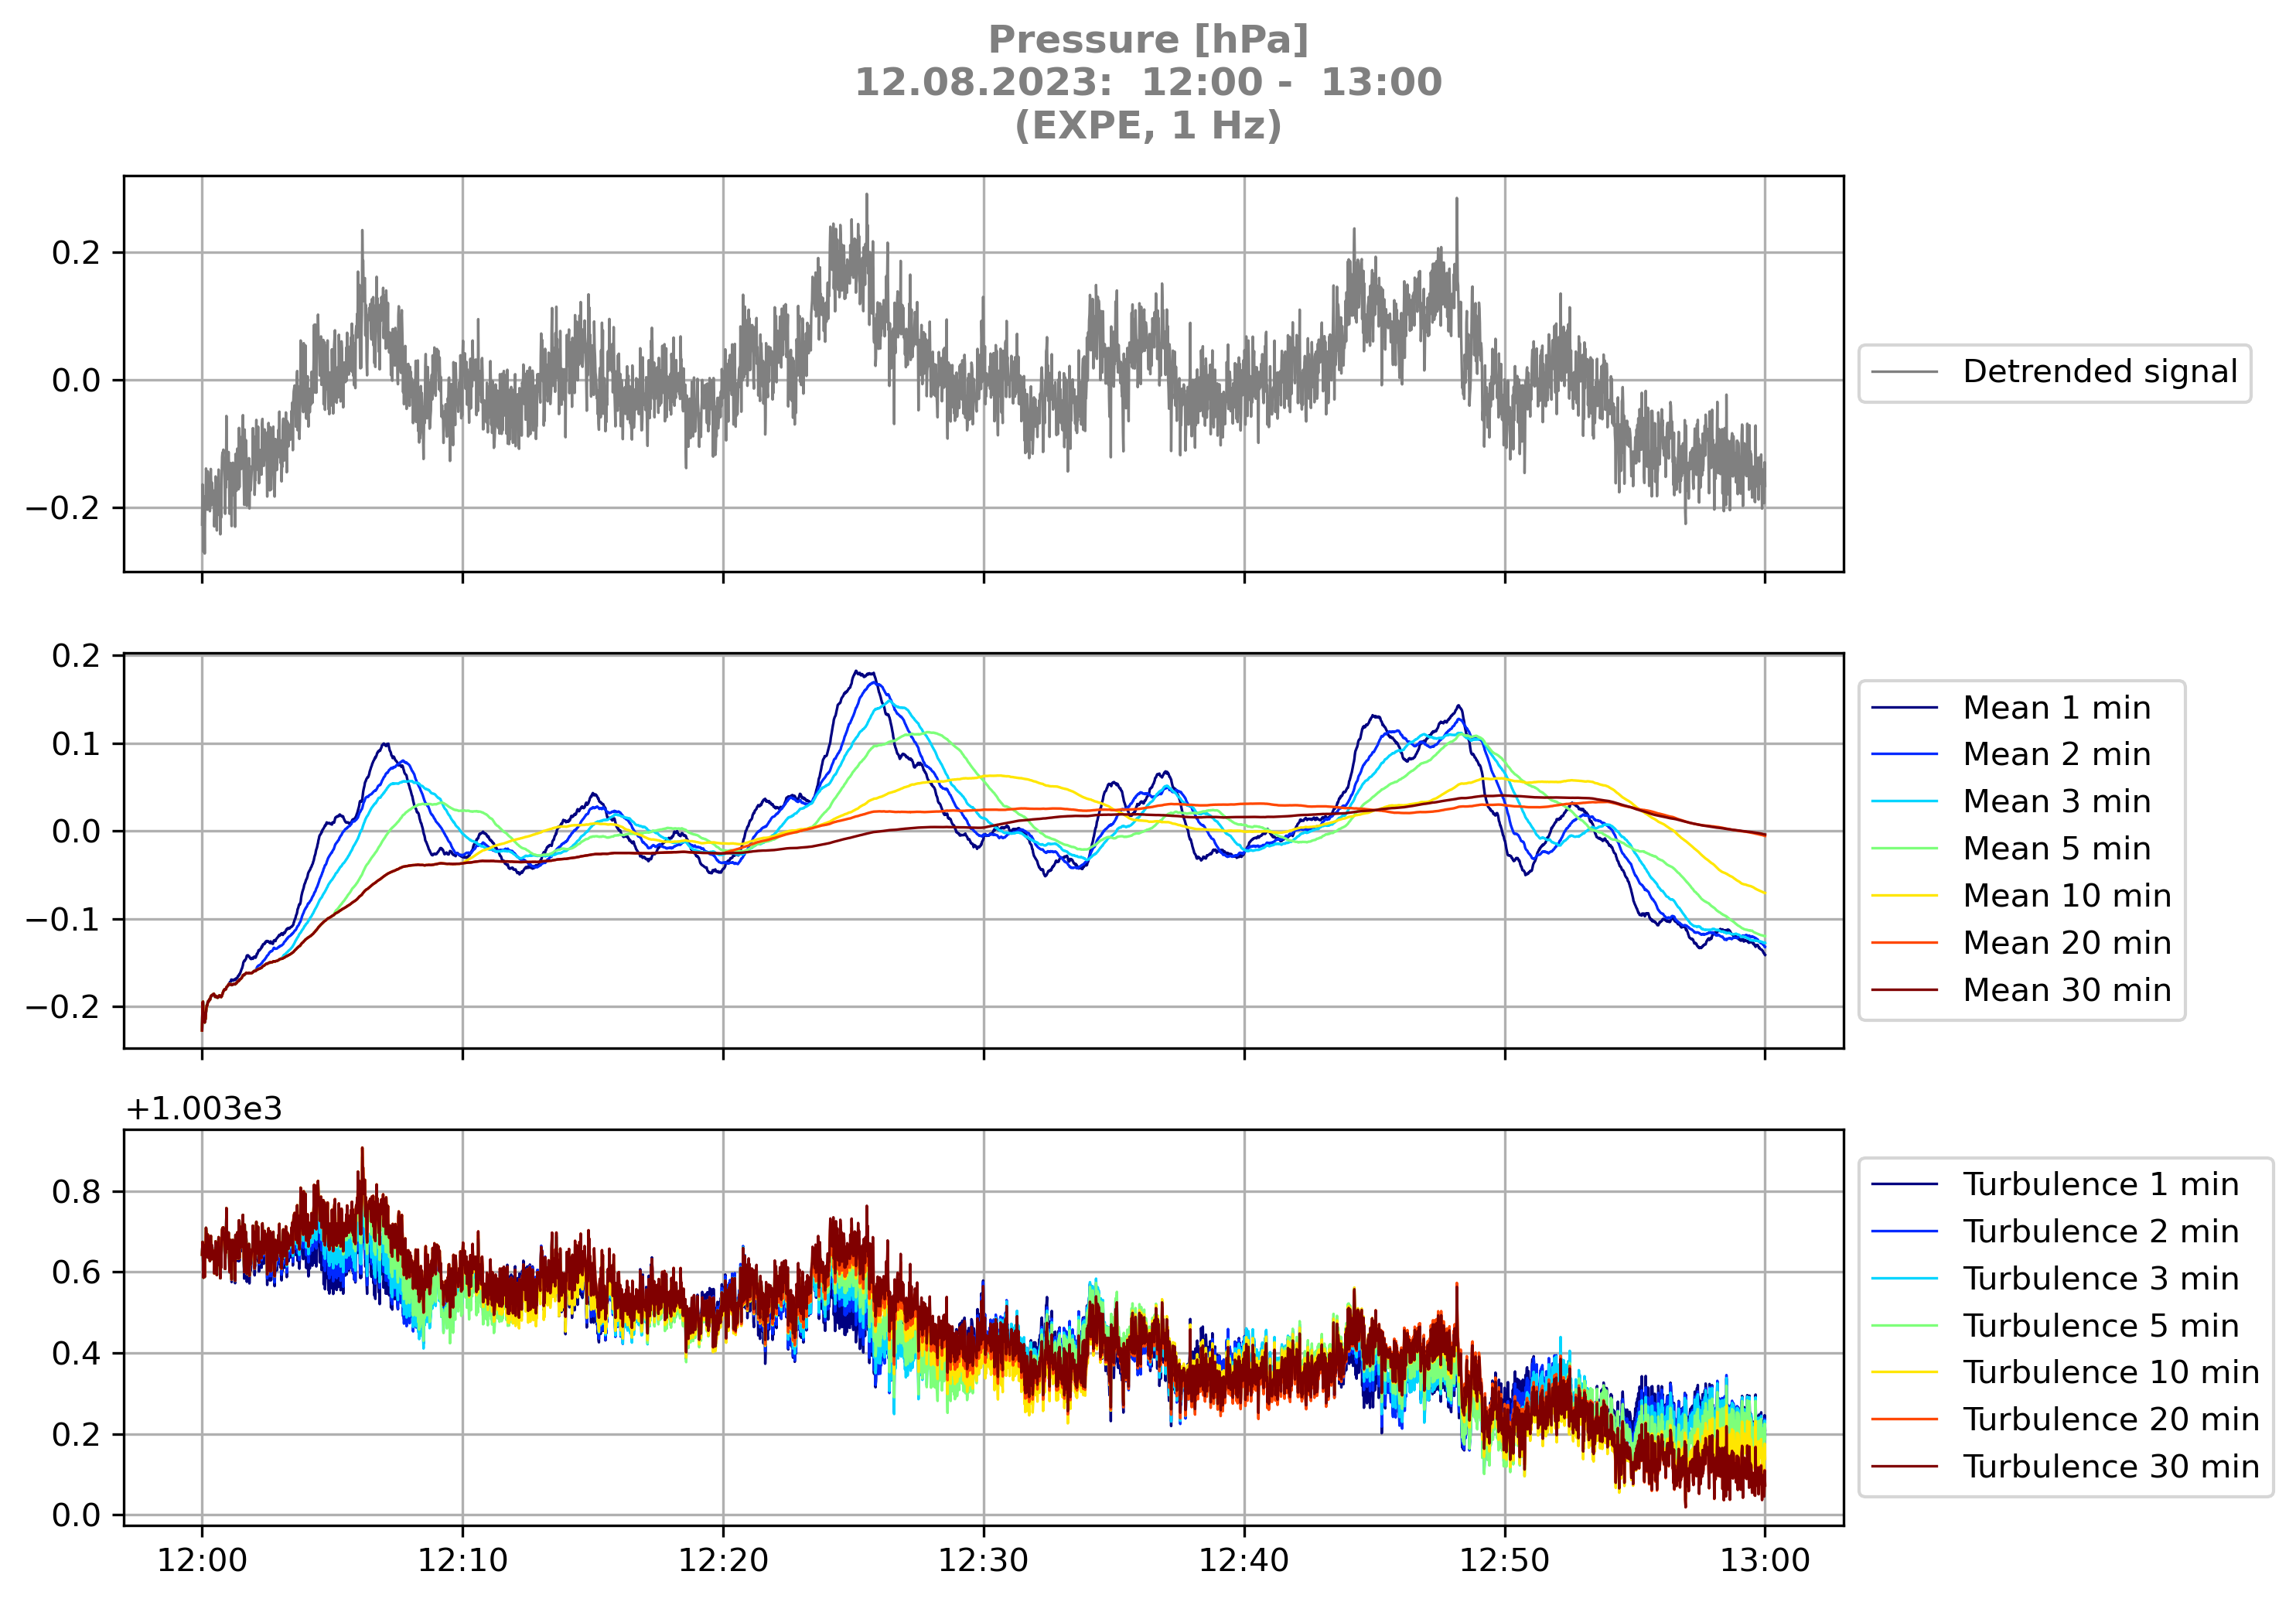 Pressure [hPa]
12.08.2023:  12:00 -  13:00
(EXPE, 1 Hz)
0.2
0.0
−0.2
Detrended signal
0.2
0.1
0.0
−0.1
−0.2
Mean 1 min
Mean 2 min
Mean 3 min
Mean 5 min
Mean 10 min
Mean 20 min
Mean 30 min
+1.003e3
0.8
0.6
0.4
0.2
0.0
Turbulence 1 min
Turbulence 2 min
Turbulence 3 min
Turbulence 5 min
Turbulence 10 min
Turbulence 20 min
Turbulence 30 min
12:00 12:10 12:20 12:30 12:40 12:50 13:00